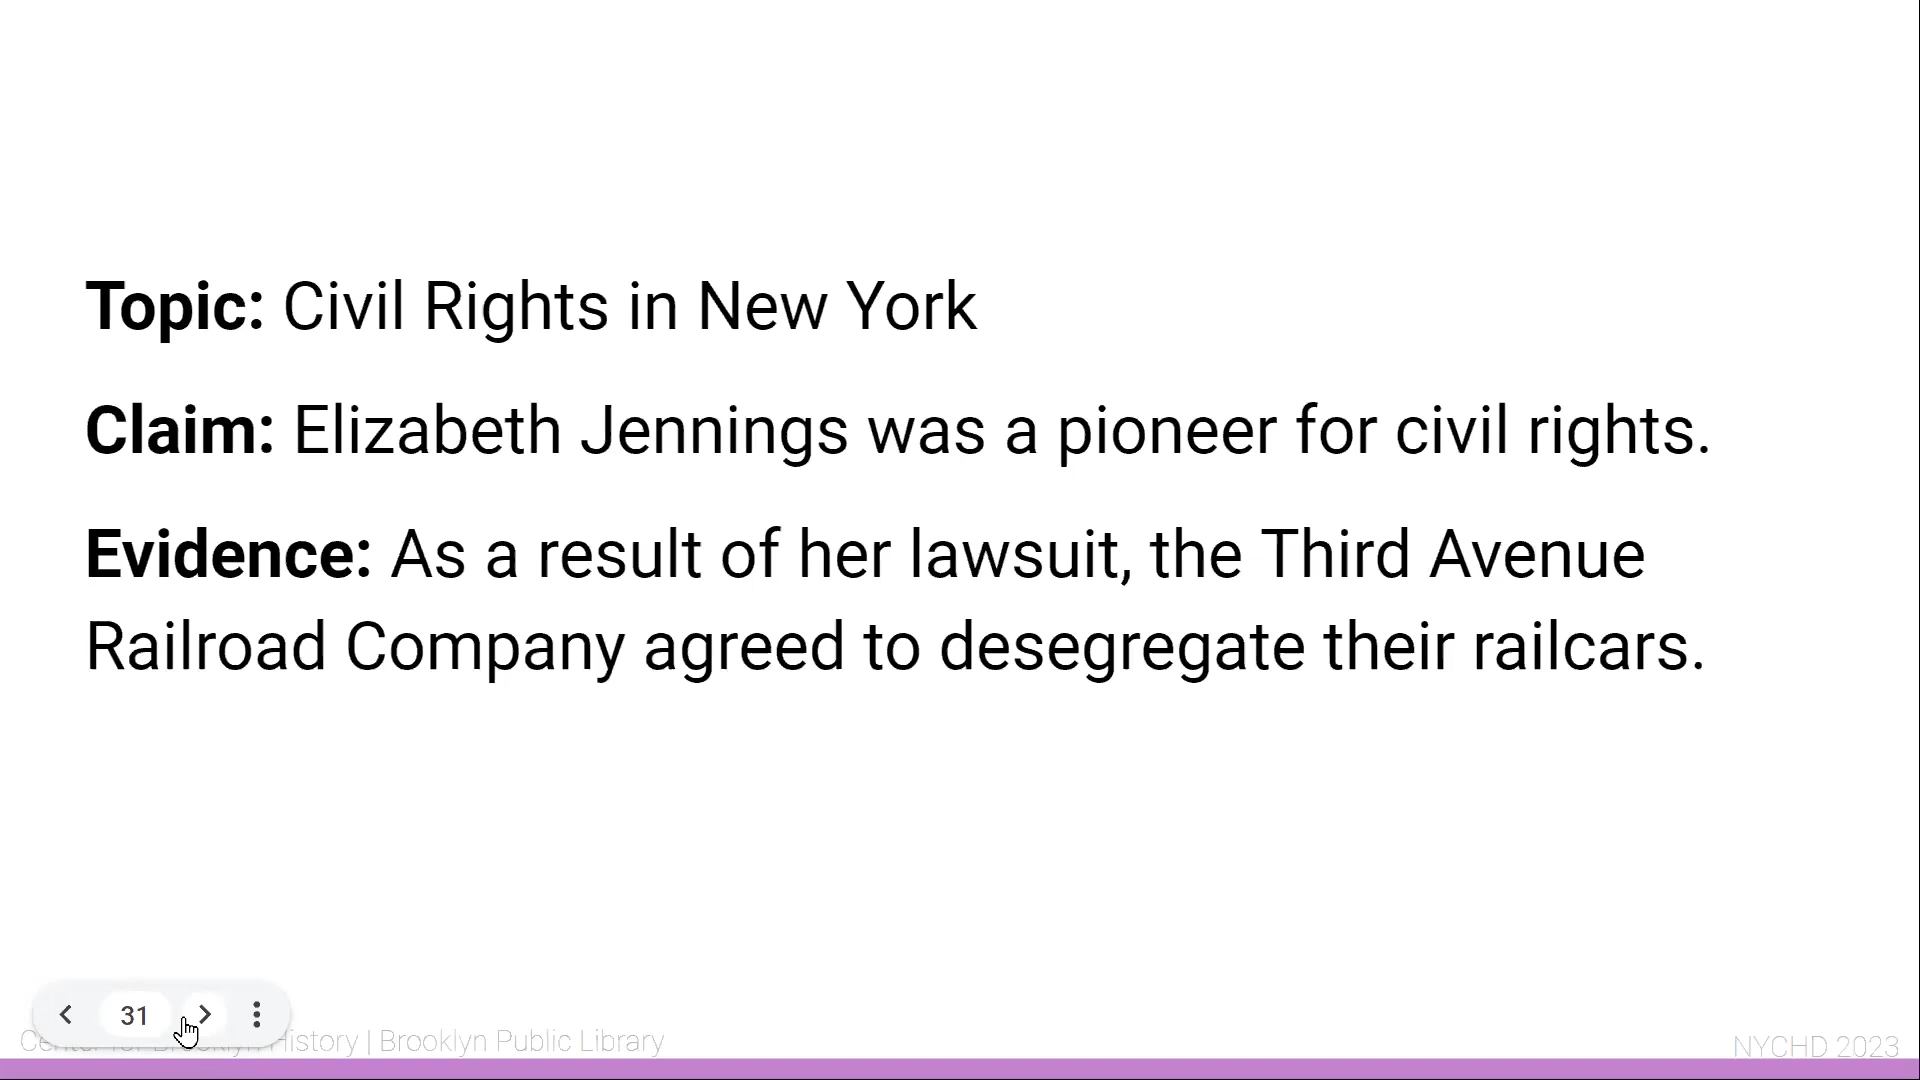 Topic: Civil Rights in New York
Claim: Elizabeth Jennings was a pioneer for civil rights.
Evidence: As a result of her lawsuit, the Third Avenue
Railroad Company agreed to desegregate their railcars.
31
Center for Brooklyn History | Brooklyn Public Library
NYCHD 2023